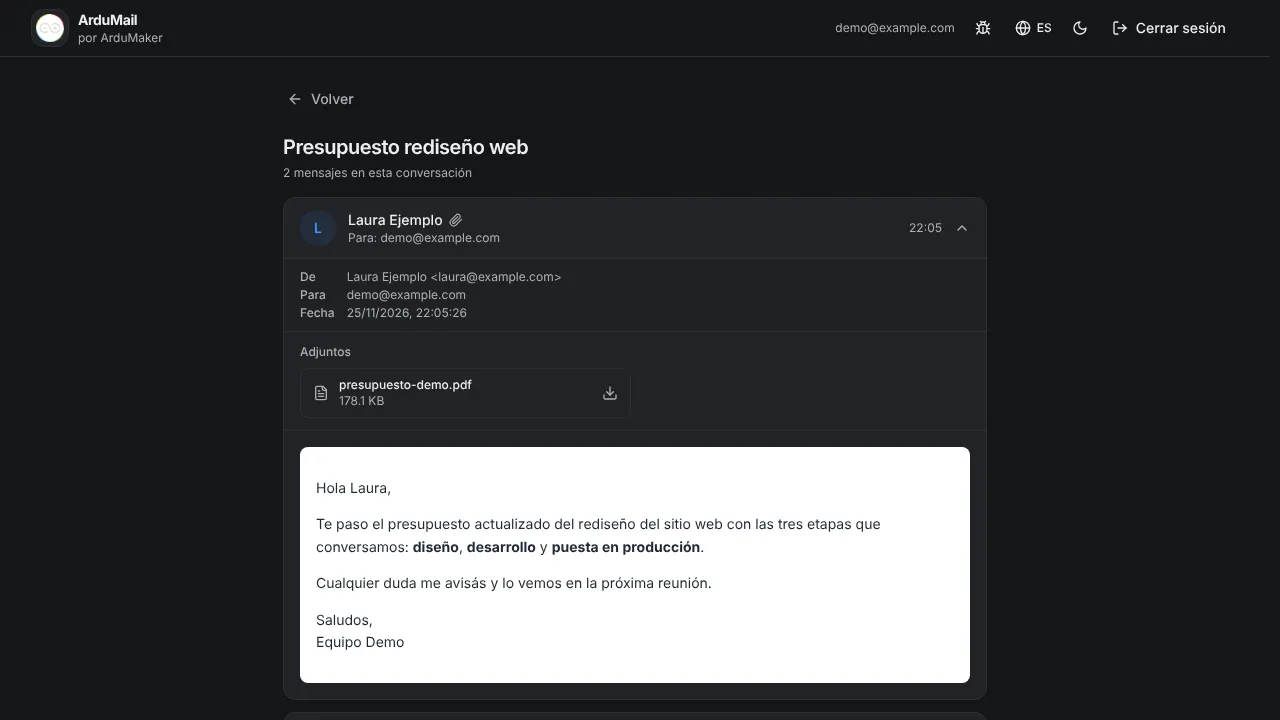 ArduMail
por ArduMaker
demo@example.com
ES
Cerrar sesión
Volver
Presupuesto rediseño web
2 mensajes en esta conversación
L
Laura Ejemplo
Para: demo@example.com
22:05
De Laura Ejemplo <laura@example.com>
Para demo@example.com
Fecha 25/11/2026, 22:05:26
Adjuntos
presupuesto-demo.pdf
178.1 KB
Hola Laura,
Te paso el presupuesto actualizado del rediseño del sitio web con las tres etapas que
conversamos: diseño, desarrollo y puesta en producción.
Cualquier duda me avisás y lo vemos en la próxima reunión.
Saludos,
Equipo Demo